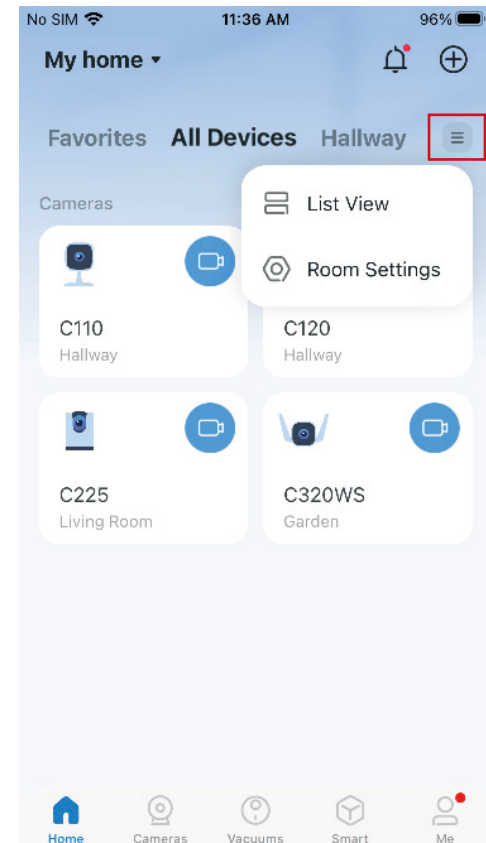 No SIM 11:36 AM 96%
My home
Favorites All Devices Hallway
Cameras
List View
Room Settings
C110 C120
Hallway Hallway
C225 C320WS
Living Room Garden
Home Cameras Vacuums Smart Me